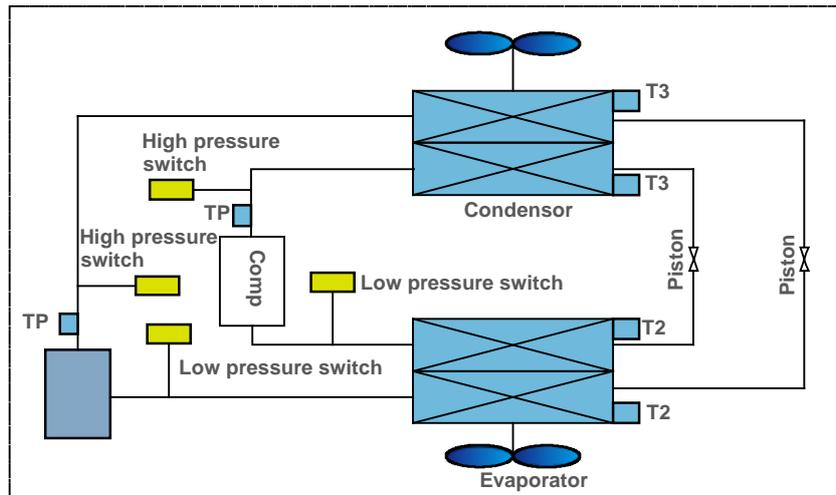 T3
High pressure
switch
T3
TP
Condensor
High pressure
switch
Comp
Low pressure switch
Piston
Piston
TP
T2
Low pressure switch
T2
Evaporator